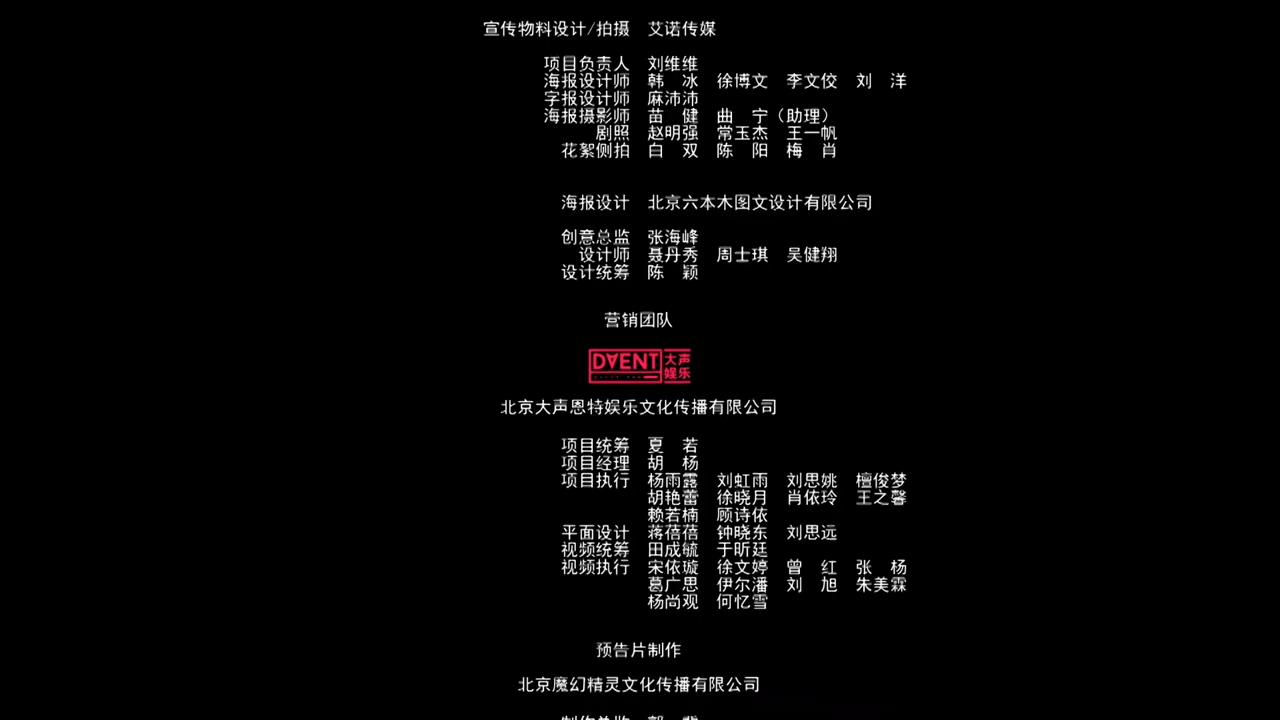 宣传物料设计/拍摄 艾诺传媒
项目负责人 刘维维
海报设计师 韩 冰 徐博文 李文佼 刘 洋
字报设计师 麻沛沛
海报摄影师 苗 健 曲 宁（助理）
剧照 赵明强 常玉杰 王一帆
花絮侧拍 白 双 陈 阳 梅 肖
海报设计 北京六本木图文设计有限公司
创意总监 张海峰
设计师 聂丹秀 周士琪 吴健翔
设计统筹 陈 颖
营销团队
DAENT 大声娱乐
北京大声恩特娱乐文化传播有限公司
项目统筹 夏 若
项目经理 胡 杨
项目执行 杨雨露 刘虹雨 刘思姚 檀俊梦
胡艳蕾 徐晓月 肖依玲 王之馨
赖若楠 顾诗依
平面设计 蒋蓓蓓 钟晓东 刘思远
视频统筹 田成毓 于昕廷
视频执行 宋依璇 徐文婷 曾 红 张 杨
葛广思 伊尔潘 刘 旭 朱美霖
杨尚观 何忆雪
预告片制作
北京魔幻精灵文化传播有限公司